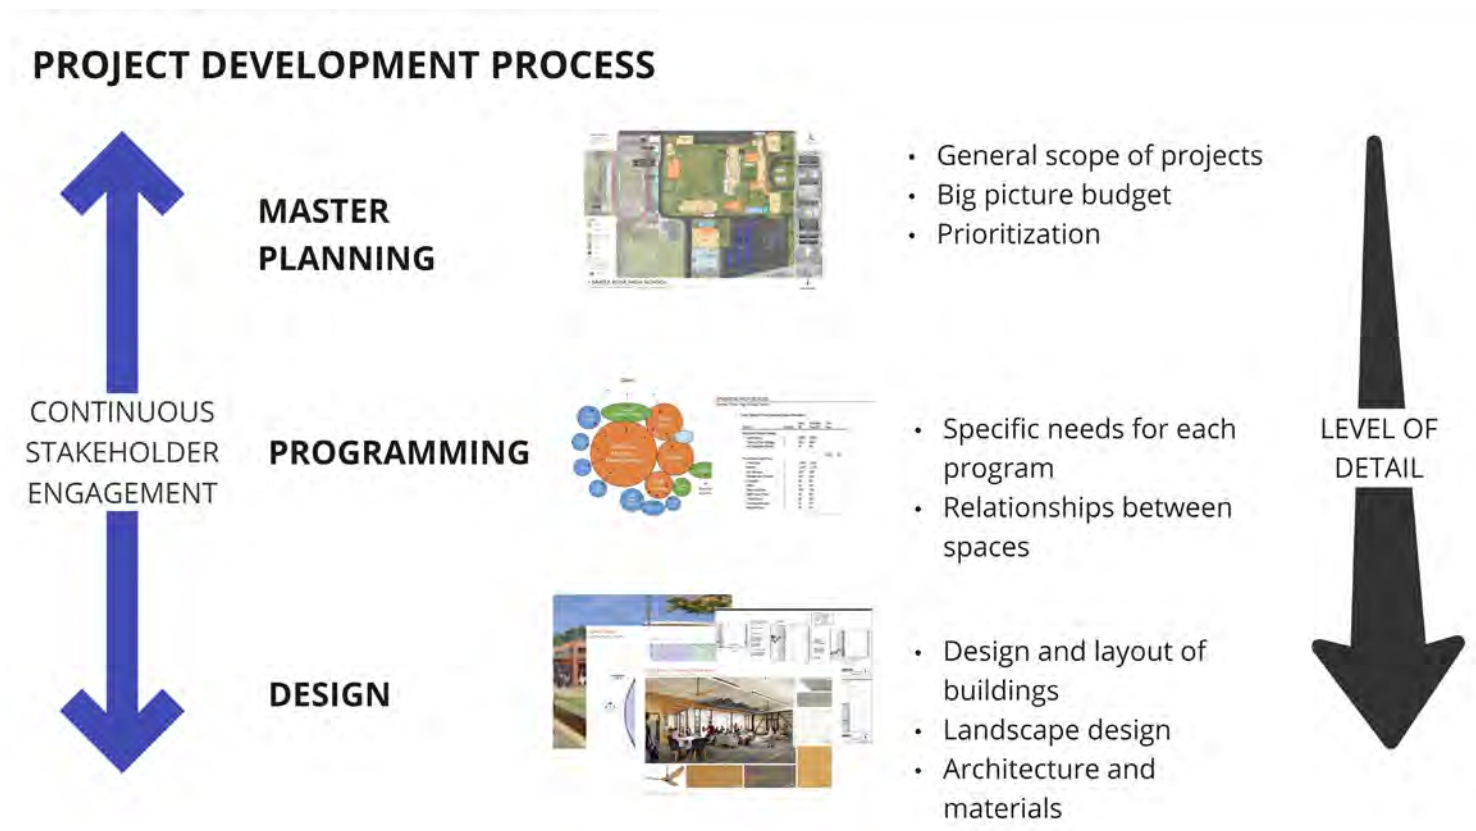 PROJECT DEVELOPMENT PROCESS
MASTER
PLANNING
• General scope of projects
• Big picture budget
• Prioritization
CONTINUOUS
STAKEHOLDER
ENGAGEMENT
PROGRAMMING
• Specific needs for each
program
• Relationships between
spaces
LEVEL OF
DETAIL
DESIGN
• Design and layout of
buildings
• Landscape design
• Architecture and
materials